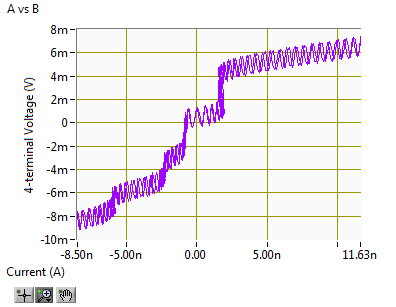 A vs B
8m
6m
4m
2m
0
-2m
-4m
-6m
-8m
-10m
4-terminal Voltage (V)
-8.50n -5.00n 0.00 5.00n 11.63n
Current (A)